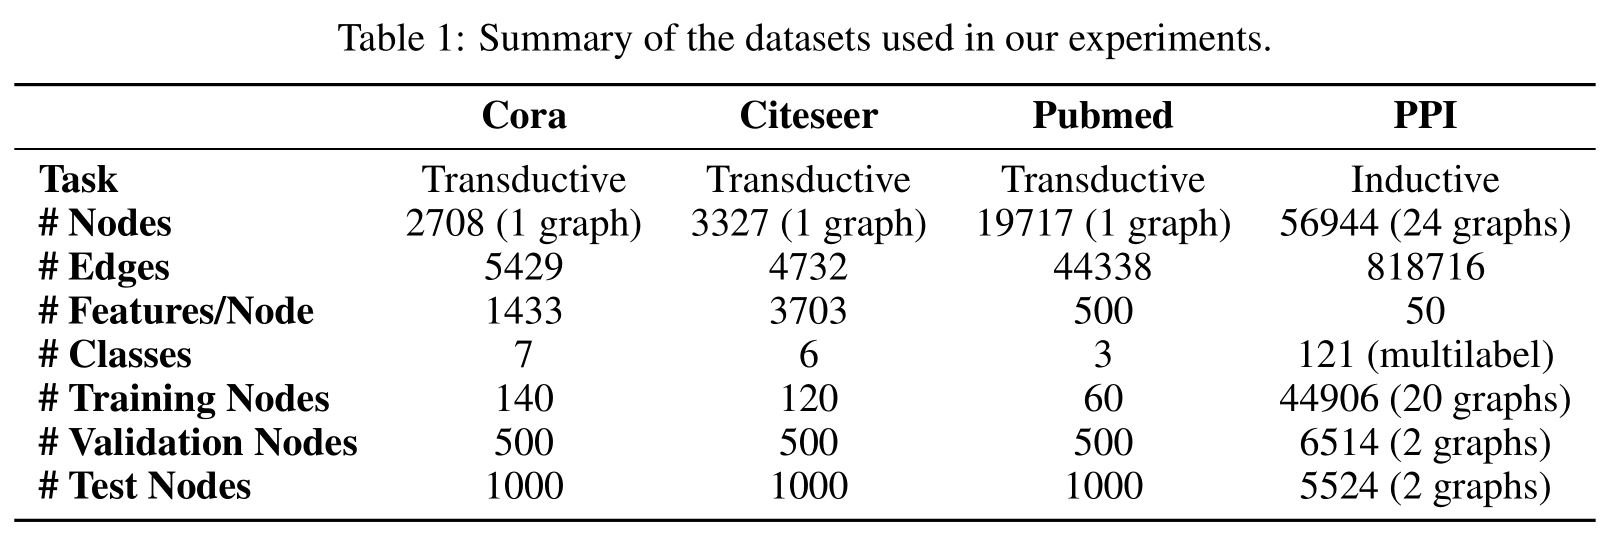 Table 1: Summary of the datasets used in our experiments.
Cora Citeseer Pubmed PPI
Task Transductive Transductive Transductive Inductive
# Nodes 2708 (1 graph) 3327 (1 graph) 19717 (1 graph) 56944 (24 graphs)
# Edges 5429 4732 44338 818716
# Features/Node 1433 3703 500 50
# Classes 7 6 3 121 (multilabel)
# Training Nodes 140 120 60 44906 (20 graphs)
# Validation Nodes 500 500 500 6514 (2 graphs)
# Test Nodes 1000 1000 1000 5524 (2 graphs)